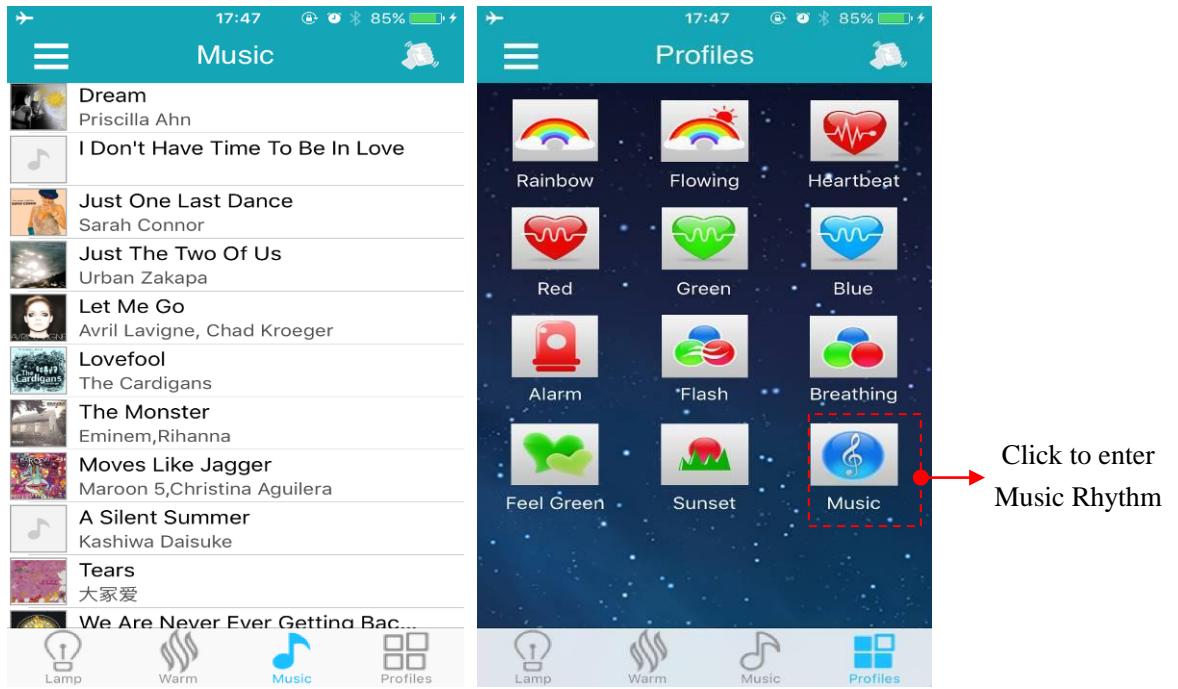 17:47 85%
Music
Dream
Priscilla Ahn
I Don't Have Time To Be In Love
Just One Last Dance
Sarah Connor
Just The Two Of Us
Urban Zakapa
Let Me Go
Avril Lavigne, Chad Kroeger
Lovefool
The Cardigans
The Monster
Eminem,Rihanna
Moves Like Jagger
Maroon 5,Christina Aguilera
A Silent Summer
Kashiwa Daisuke
Tears
大冢爱
We Are Never Ever Getting Bac...
Lamp Warm Music Profiles
17:47 85%
Profiles
Rainbow Flowing Heartbeat
Red Green Blue
Alarm Flash Breathing
Feel Green Sunset Music
Lamp Warm Music Profiles
Click to enter
Music Rhythm